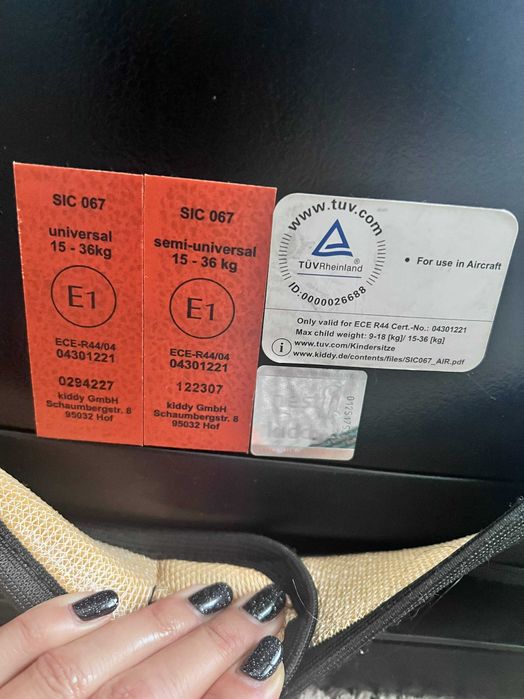 SIC 067
universal
15 - 36kg
E1
ECE-R44/04
04301221
0294227
kiddy GmbH
Schaumbergstr. 8
95032 Hof
SIC 067
semi-universal
15 - 36 kg
E1
ECE-R44/04
04301221
122307
kiddy GmbH
Schaumbergstr. 8
95032 Hof
www.tuv.com
TÜVRheinland ®
ID:0000026688
• For use in Aircraft
Only valid for ECE R44 Cert.-No.: 04301221
Max child weight: 9-18 [kg]/ 15-36 [kg]
i www.tuv.com/Kindersitze
www.kiddy.de/contents/files/SIC067_AIR.pdf